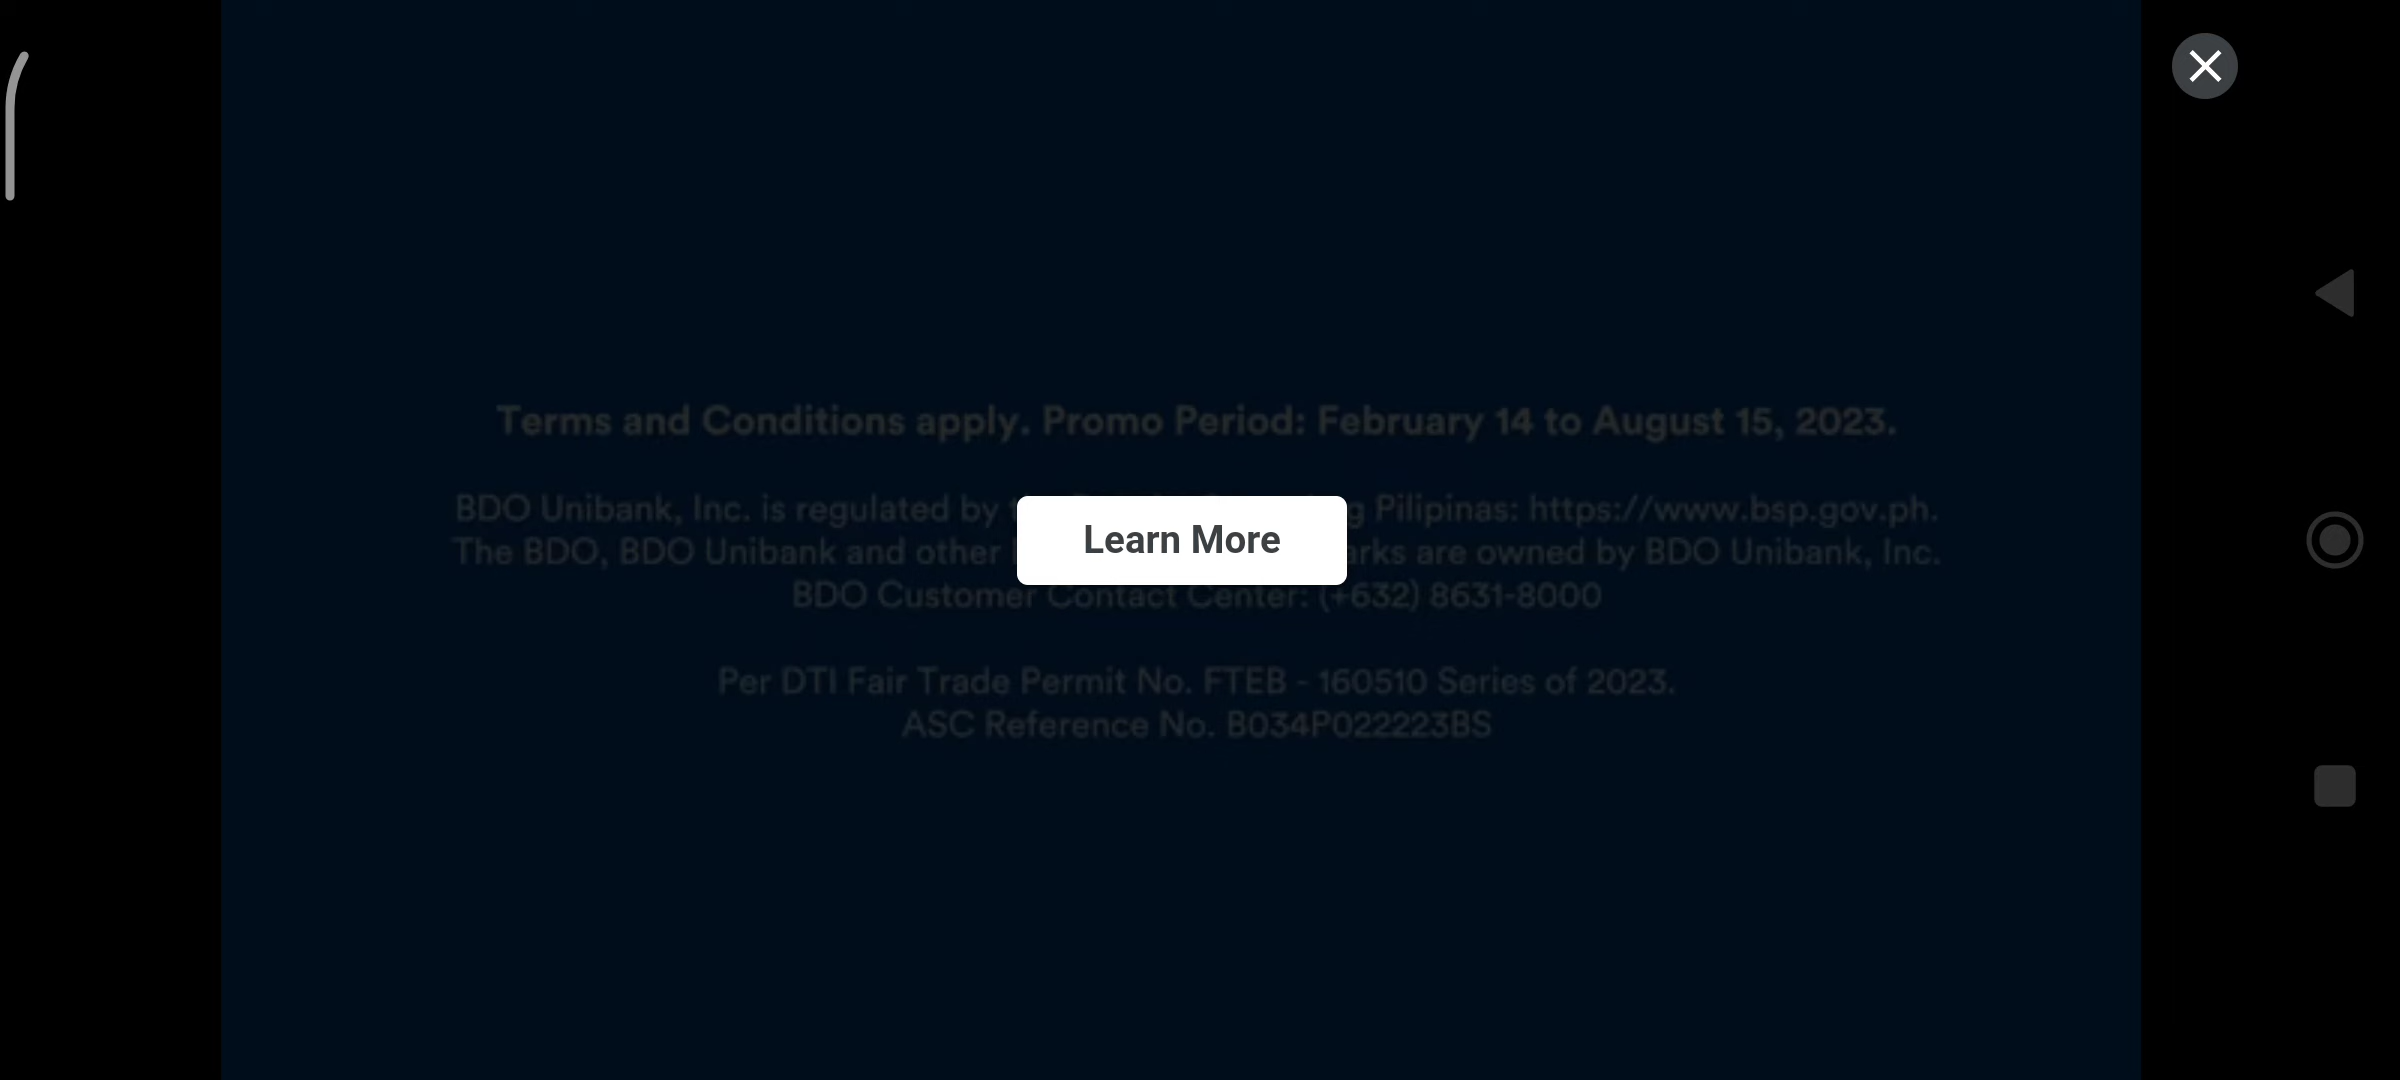 Terms and Conditions apply. Promo Period: February 14 to August 15, 2023.
BDO Unibank, Inc. is regulated by g Pilipinas: https://www.bsp.gov.ph.
The BDO, BDO Unibank and other are owned by BDO Unibank, Inc.
Learn More
BDO Customer Contact Center: (+632) 8631-8000
Per DTI Fair Trade Permit No. FTEB - 160510 Series of 2023.
ASC Reference No. B034P022223BS